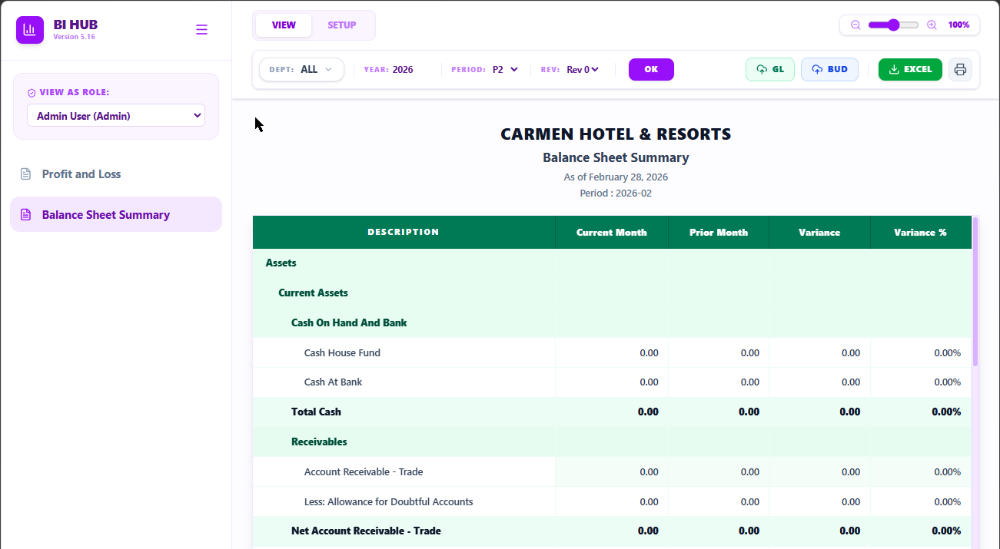 BI HUB
Version 5.16
VIEW AS ROLE:
Admin User (Admin)
Profit and Loss
Balance Sheet Summary
VIEW SETUP
100%
DEPT: ALL YEAR: 2026 PERIOD: P2 REV: Rev 0 OK GL BUD EXCEL
CARMEN HOTEL & RESORTS
Balance Sheet Summary
As of February 28, 2026
Period : 2026-02
DESCRIPTION Current Month Prior Month Variance Variance %
Assets
Current Assets
Cash On Hand And Bank
Cash House Fund 0.00 0.00 0.00 0.00%
Cash At Bank 0.00 0.00 0.00 0.00%
Total Cash 0.00 0.00 0.00 0.00%
Receivables
Account Receivable - Trade 0.00 0.00 0.00 0.00%
Less: Allowance for Doubtful Accounts 0.00 0.00 0.00 0.00%
Net Account Receivable - Trade 0.00 0.00 0.00 0.00%